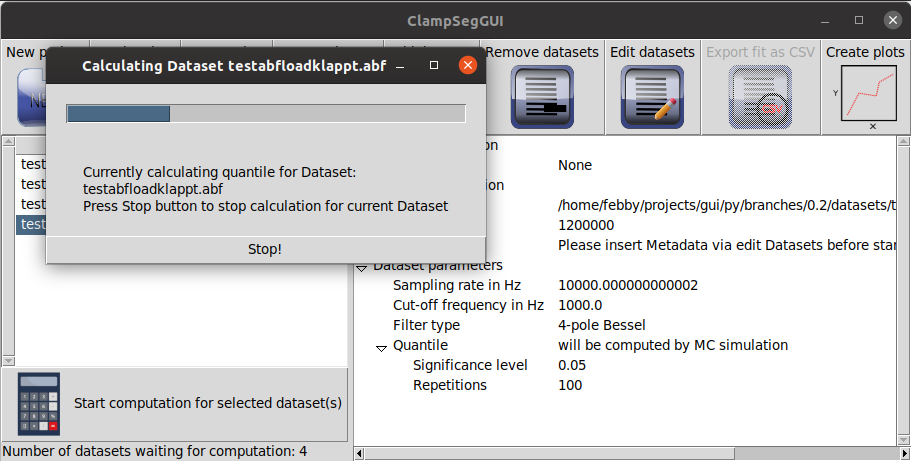 ClampSegGUI
New p
Remove datasets
Edit datasets
Export fit as CSV
Create plots
Y
X
Calculating Dataset testabfloadklappt.abf
Currently calculating quantile for Dataset:
testabfloadklappt.abf
Press Stop button to stop calculation for current Dataset
Stop!
test
test
test
test
on
None
ion
/home/febby/projects/gui/py/branches/0.2/datasets/t
1200000
Please insert Metadata via edit Datasets before star
Dataset parameters
Sampling rate in Hz 10000.000000000002
Cut-off frequency in Hz 1000.0
Filter type 4-pole Bessel
Quantile will be computed by MC simulation
Significance level 0.05
Repetitions 100
Start computation for selected dataset(s)
Number of datasets waiting for computation: 4